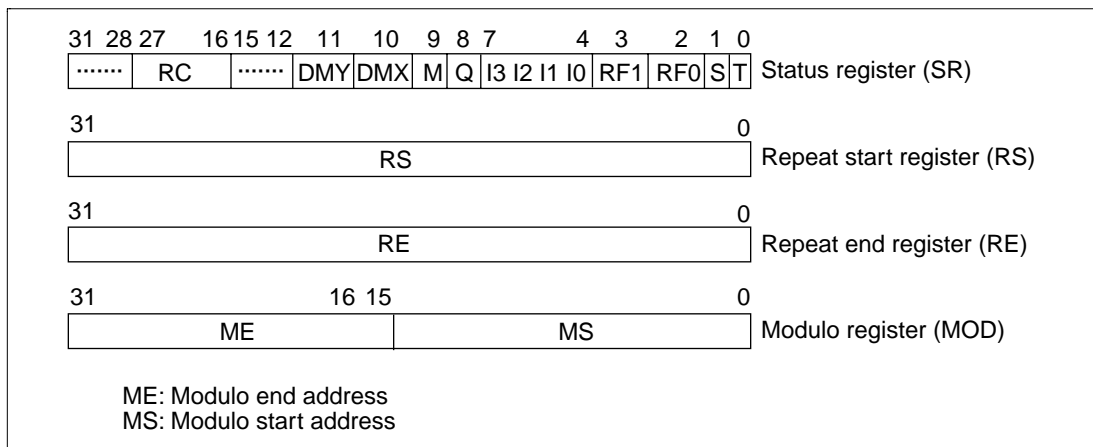 31 28 27 16 15 12 11 10 9 8 7 4 3 2 1 0
....... RC ....... DMY DMX M Q I3 I2 I1 I0 RF1 RF0 S T Status register (SR)
31 0
RS Repeat start register (RS)
31 0
RE Repeat end register (RE)
31 16 15 0
ME MS Modulo register (MOD)
ME: Modulo end address
MS: Modulo start address